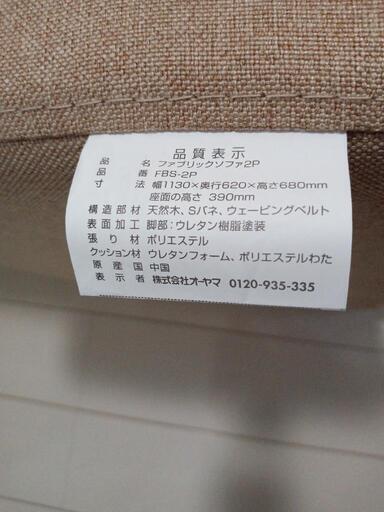 品質表示
品 名 ファブリックソファ2P
品 番 FBS-2P
寸 法 幅1130×奥行620×高さ680mm
座面の高さ 390mm
構造部材 天然木、Sバネ、ウェービングベルト
表面加工 脚部:ウレタン樹脂塗装
張り材 ポリエステル
クッション材 ウレタンフォーム、ポリエステルわた
原産国 中国
表示者 株式会社オーヤマ 0120-935-335